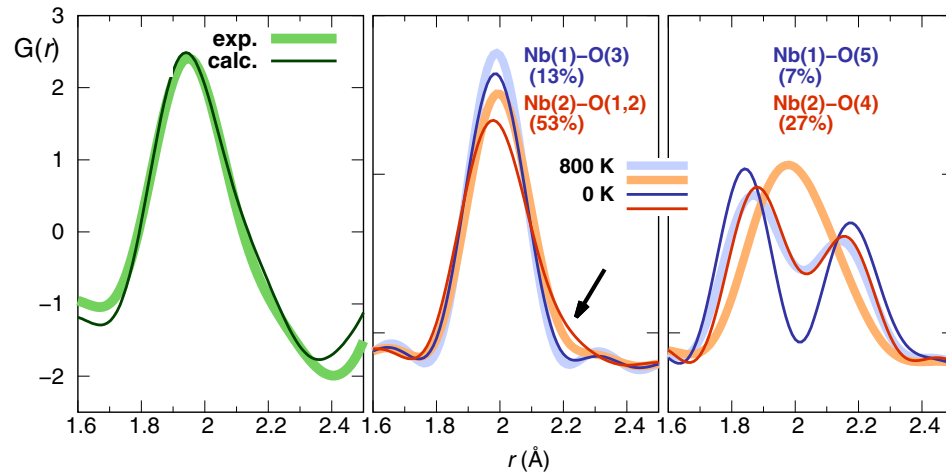 G(r)
exp.
calc.
3
2
1
0
−1
−2
1.6
1.8
2
2.2
2.4
Nb(1)−O(3)
(13%)
Nb(2)−O(1,2)
(53%)
800 K
0 K
1.6
1.8
2
2.2
2.4
Nb(1)−O(5)
(7%)
Nb(2)−O(4)
(27%)
1.6
1.8
2
2.2
2.4
r (Å)